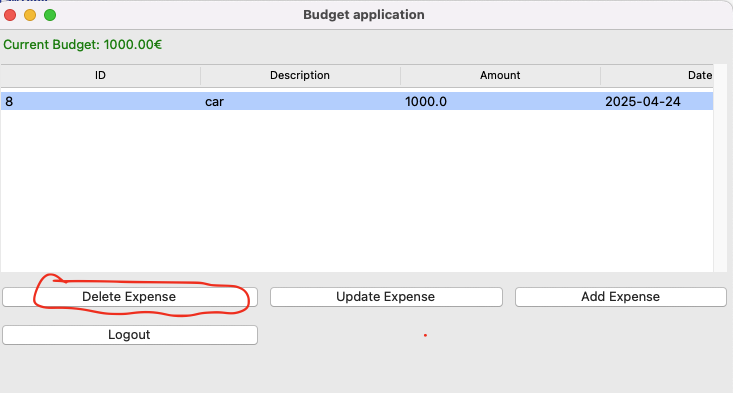 Budget application
Current Budget: 1000.00€
ID Description Amount Date
8 car 1000.0 2025-04-24
Delete Expense Update Expense Add Expense
Logout